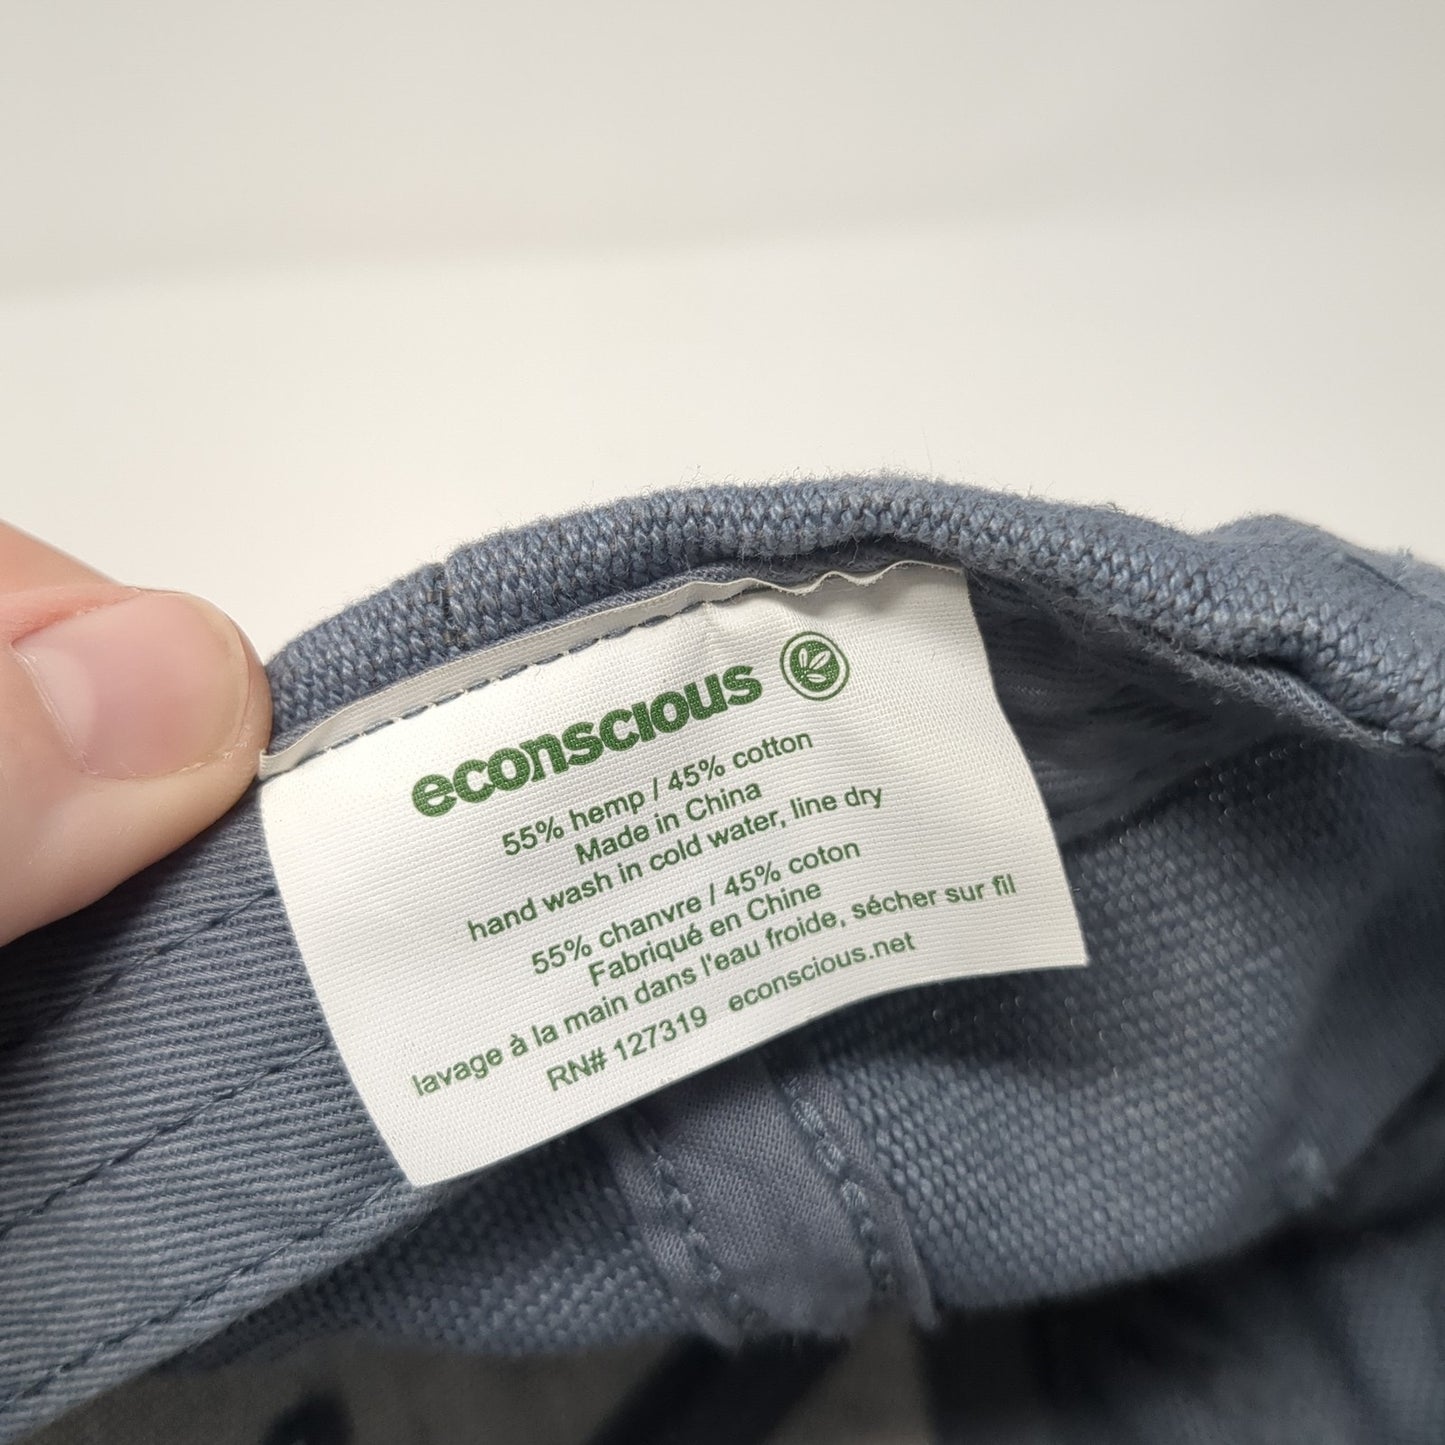 econscious
55% hemp / 45% cotton
Made in China
hand wash in cold water, line dry
55% chanvre / 45% coton
Fabriqué en Chine
lavage à la main dans l'eau froide, sécher sur fil
RN# 127319 econscious.net